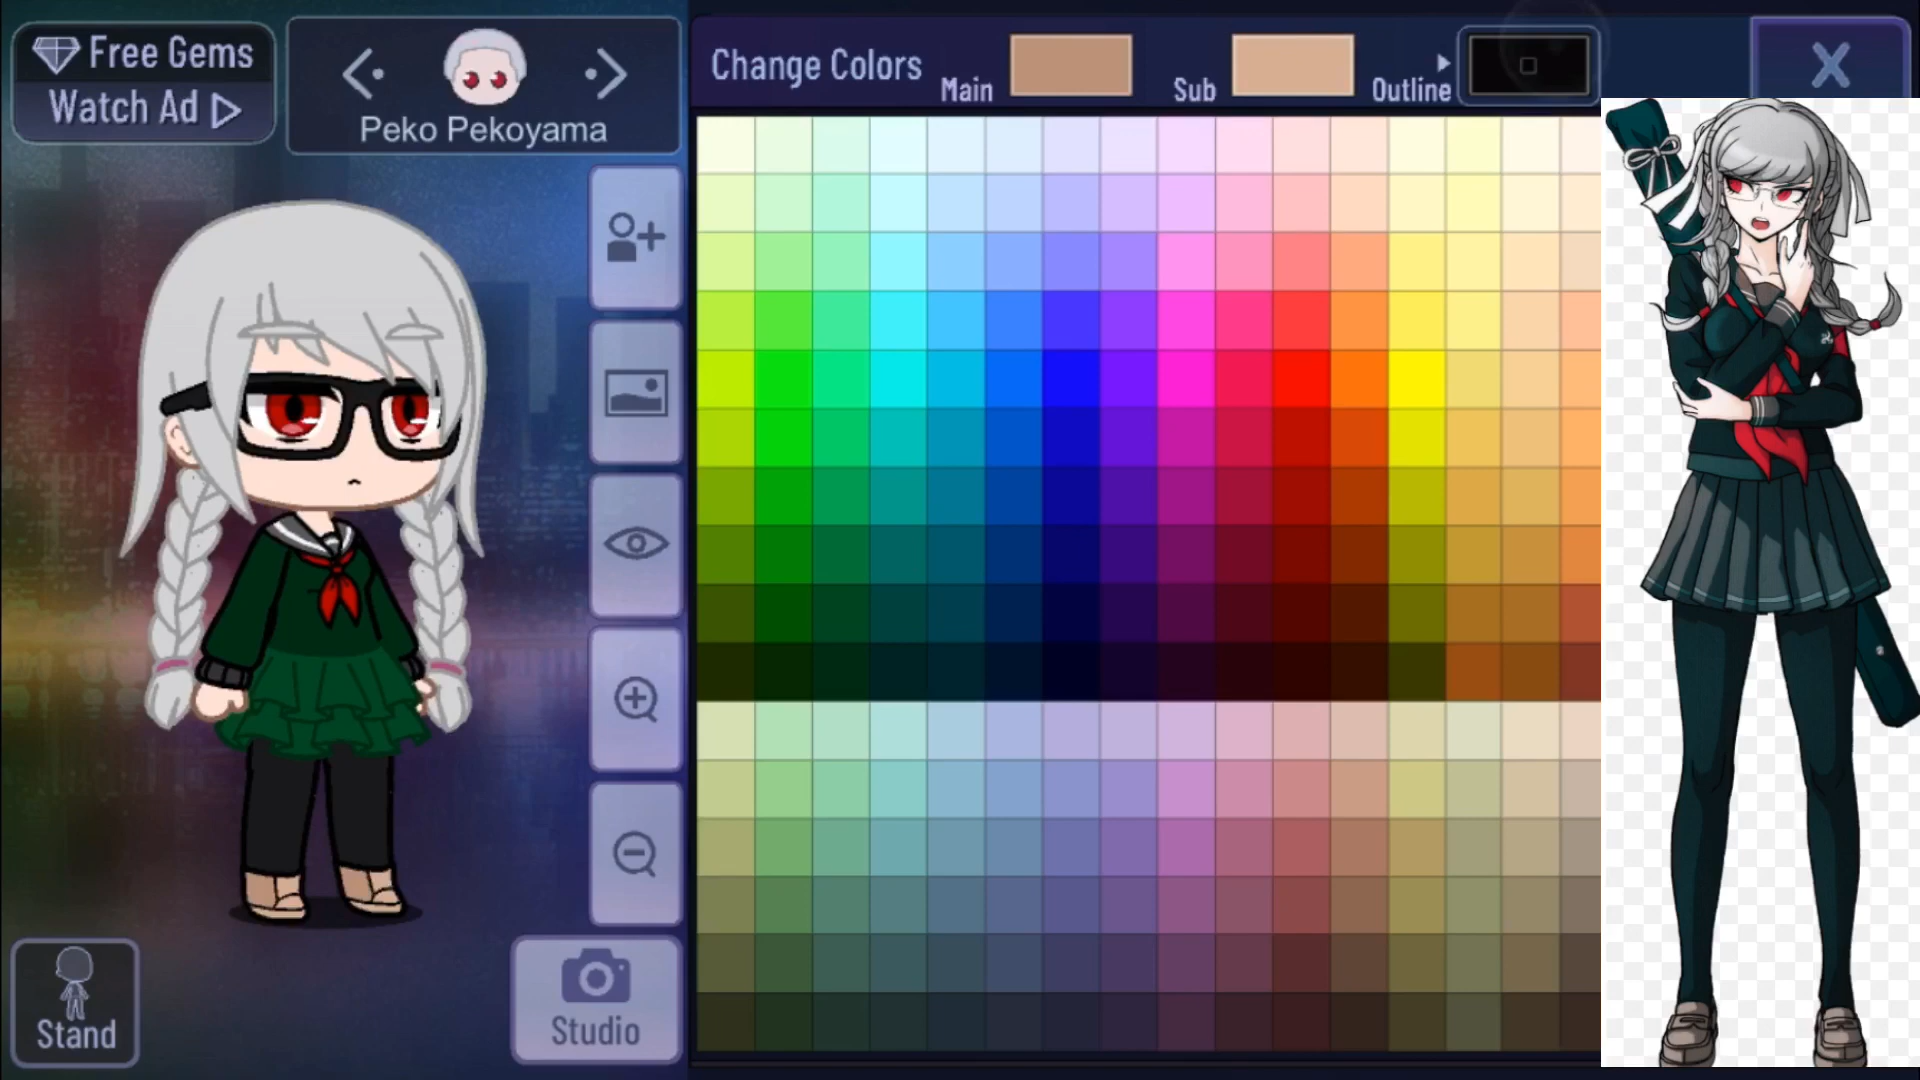 Free Gems
Watch Ad
Peko Pekoyama
Change Colors
Main
Sub
Outline
X
Stand
Studio